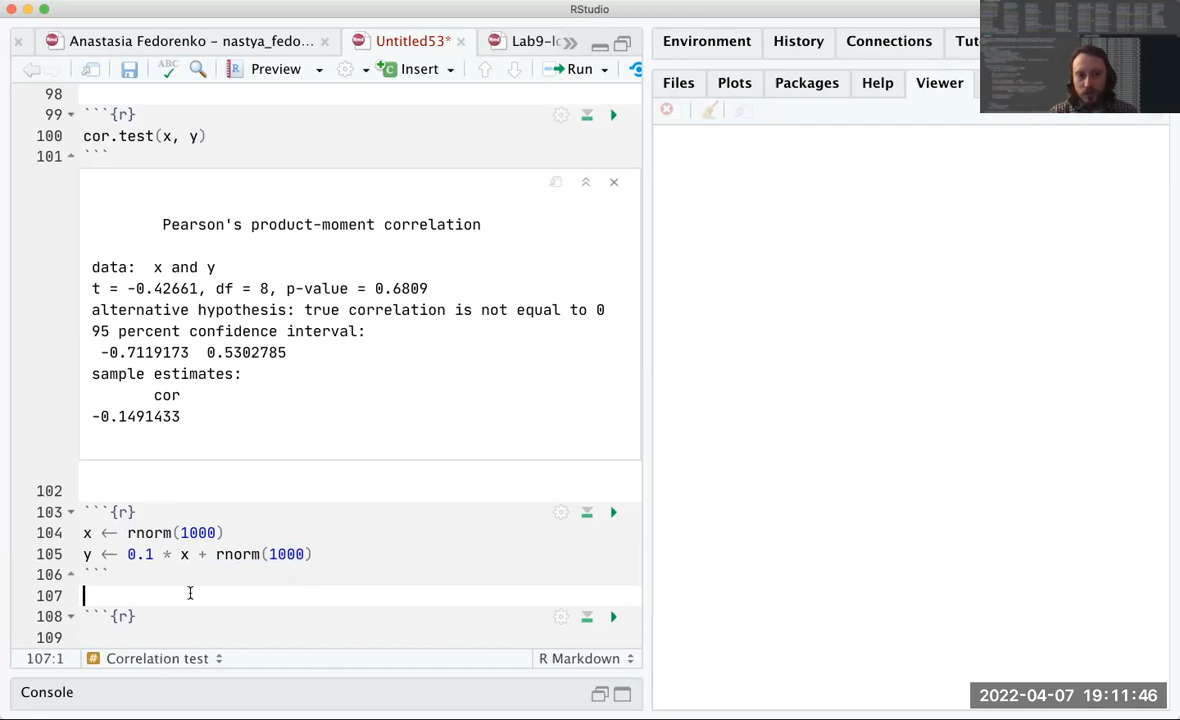 RStudio
Anastasia Fedorenko – nastya_fedo...
Untitled53*
Lab9-lc
Environment
History
Connections
Tut
ABC
Preview
Insert
Run
Files
Plots
Packages
Help
Viewer
98
99 ```{r}
100 cor.test(x, y)
101 ```
Pearson's product-moment correlation
data:  x and y
t = -0.42661, df = 8, p-value = 0.6809
alternative hypothesis: true correlation is not equal to 0
95 percent confidence interval:
-0.7119173  0.5302785
sample estimates:
cor
-0.1491433
102
103 ```{r}
104 x <- rnorm(1000)
105 y <- 0.1 * x + rnorm(1000)
106 ```
107
108 ```{r}
109
107:1
# Correlation test
R Markdown
Console
2022-04-07 19:11:46